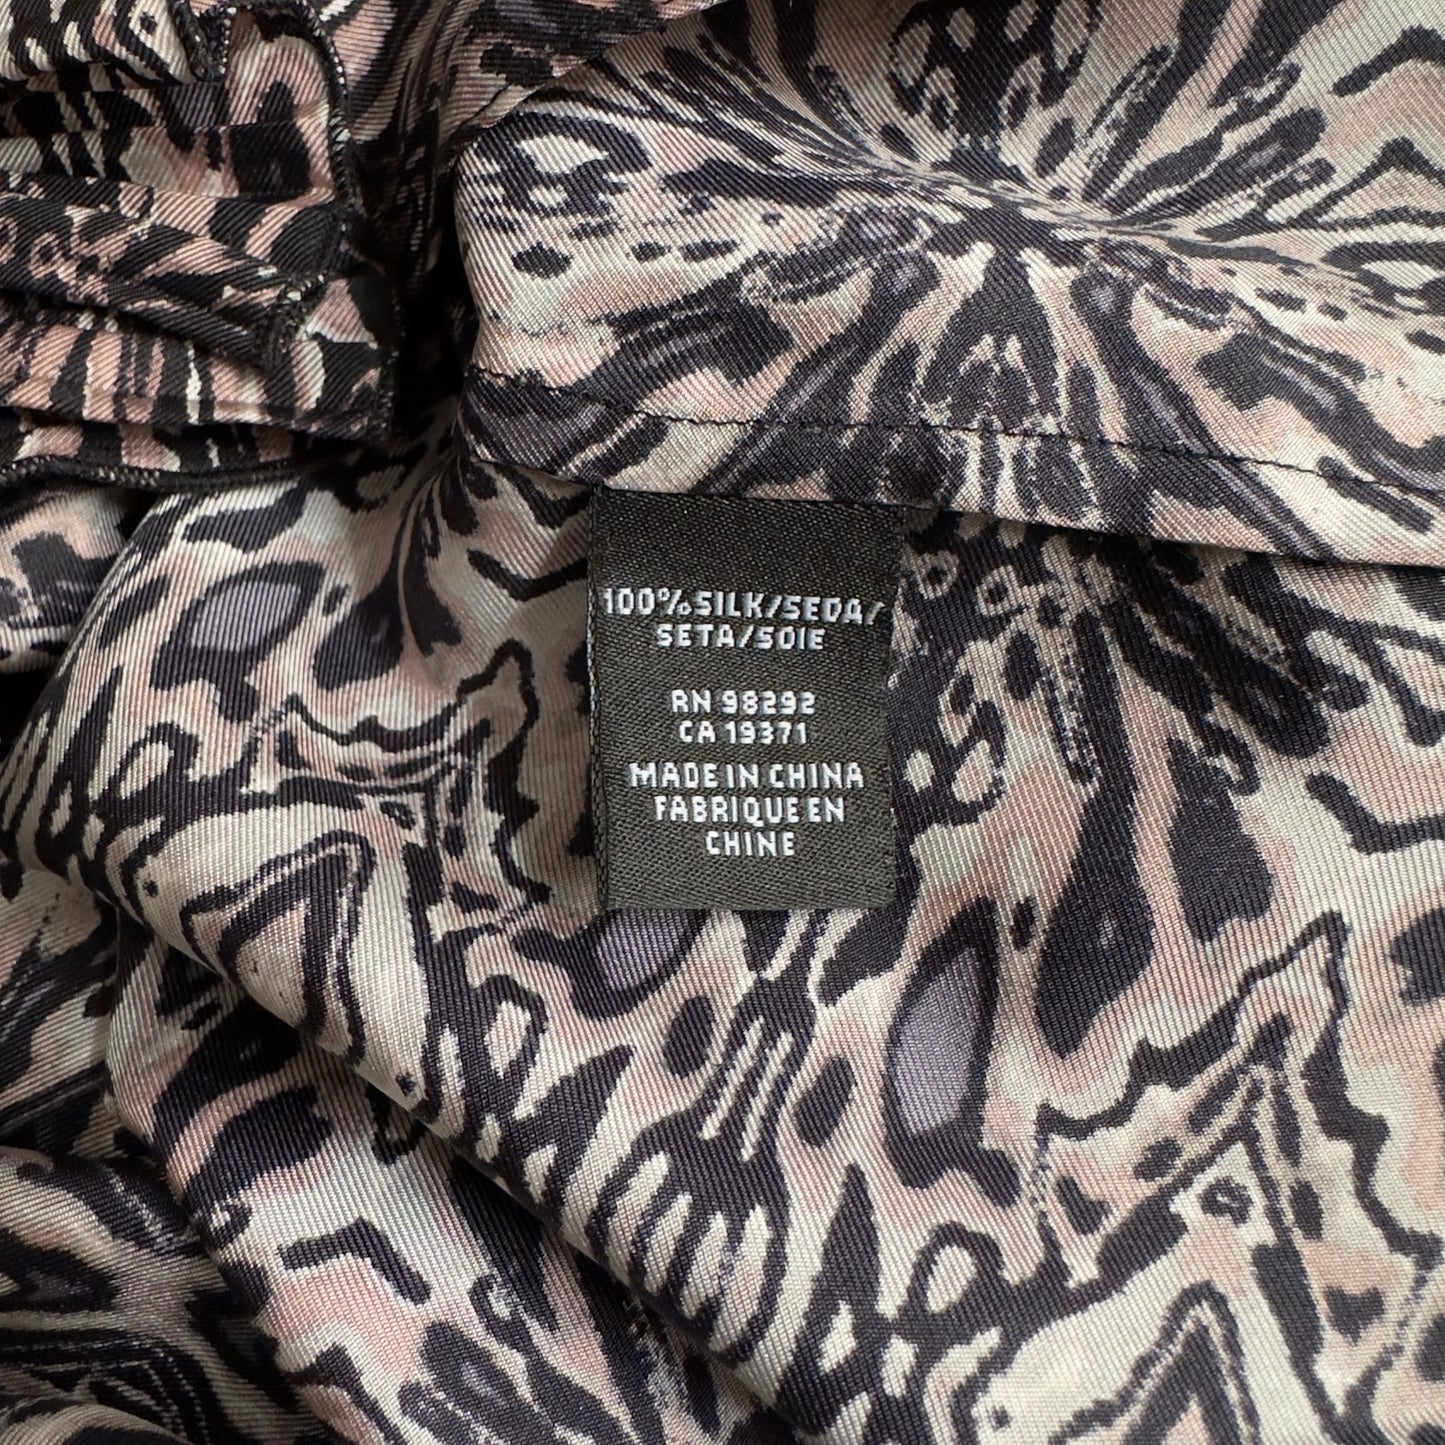 100% SILK/SEDA/
SETA/SOIE
RN 98292
CA 19371
MADE IN CHINA
FABRIQUE EN
CHINE